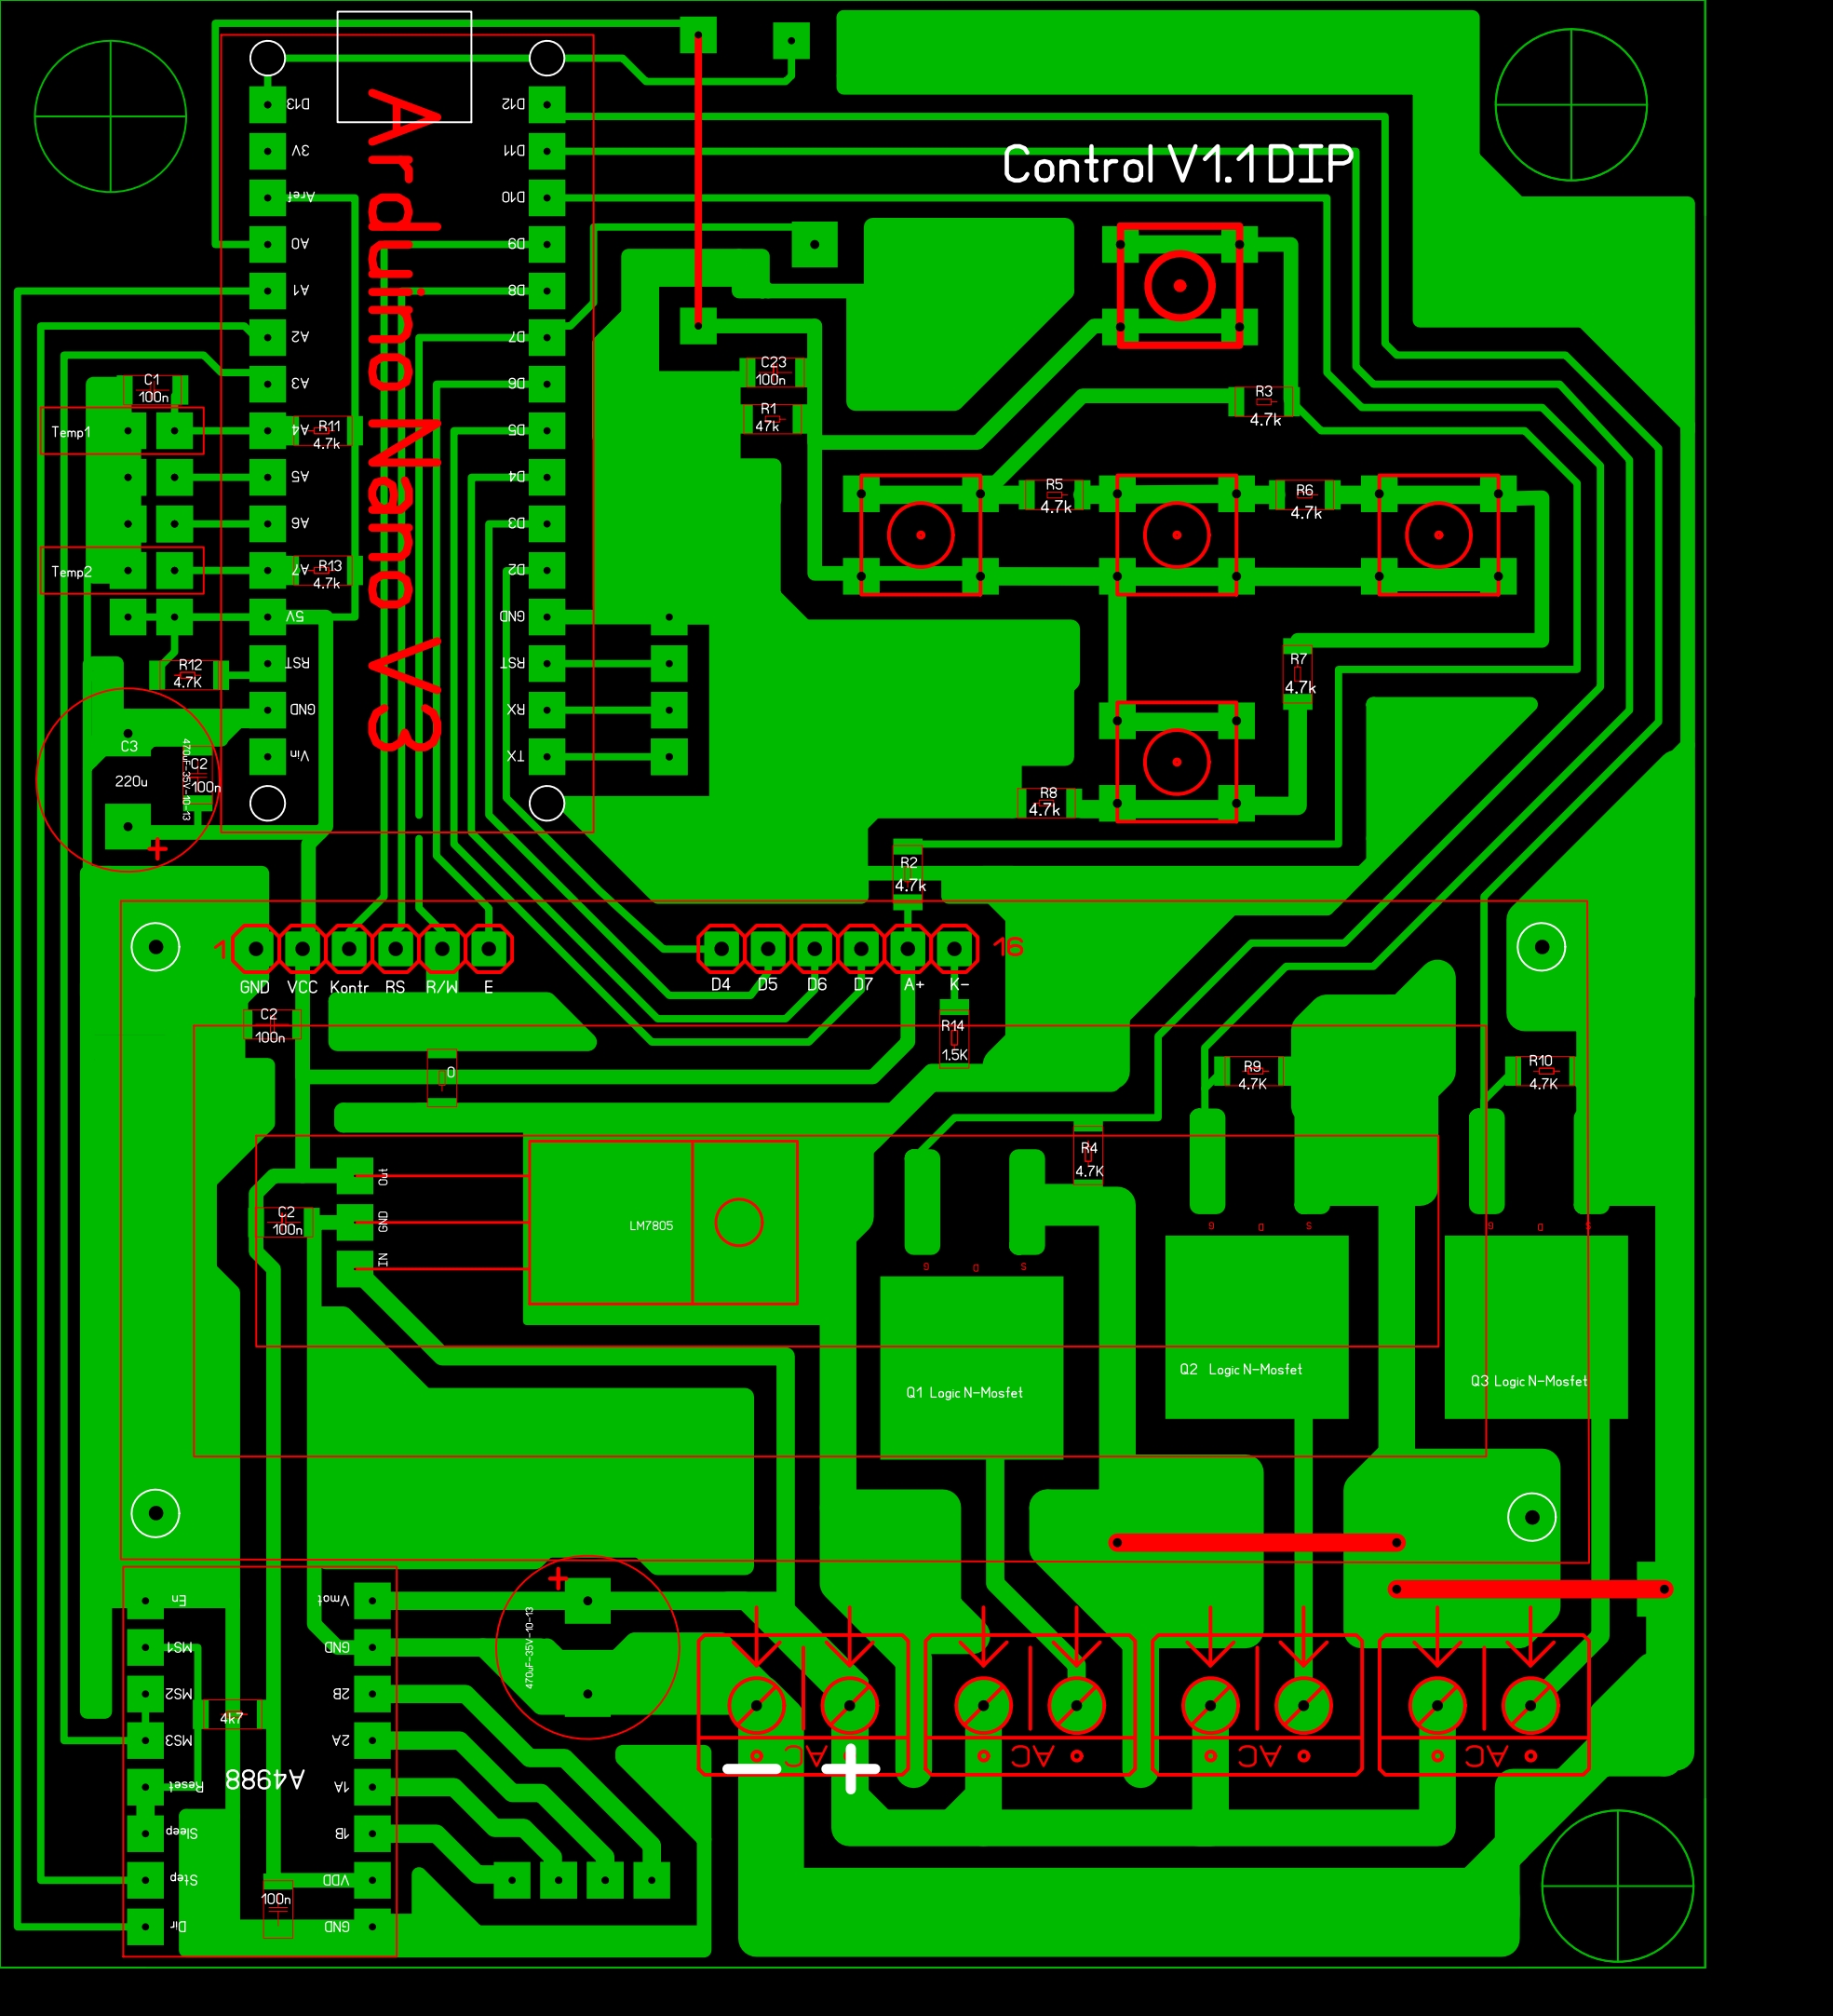 Control V1.1 DIP
Arduino Nano V 3
D13
3V
Aref
A0
A1
A2
A3
A4
A5
A6
A7
5V
RST
GND
Vin
D12
D11
D10
D9
D8
D7
D6
D5
D4
D3
D2
GND
RST
RX
TX
C1
100n
Temp1
R11
4.7k
Temp2
R13
4.7k
R12
4.7K
C3
220u
470uF-35V-10-13
C2
100n
+
C23
100n
R1
47k
R3
4.7k
R5
4.7k
R6
4.7k
R7
4.7k
R8
4.7k
R2
4.7k
1
16
GND VCC Kontr RS R/W E
D4 D5 D6 D7 A+ K-
C2
100n
R14
1.5K
0
R9
4.7K
R10
4.7K
R4
4.7K
Out
GND
IN
C2
100n
LM7805
G D S
G D S
G D S
Q1 Logic N-Mosfet
Q2 Logic N-Mosfet
Q3 Logic N-Mosfet
En
MS1
MS2
MS3
Reset
Sleep
Step
Dir
Vmot
GND
2B
2A
1A
1B
VDD
GND
4k7
A4988
100n
+
470uF-35V-10-13
AC
AC
AC
AC
− +